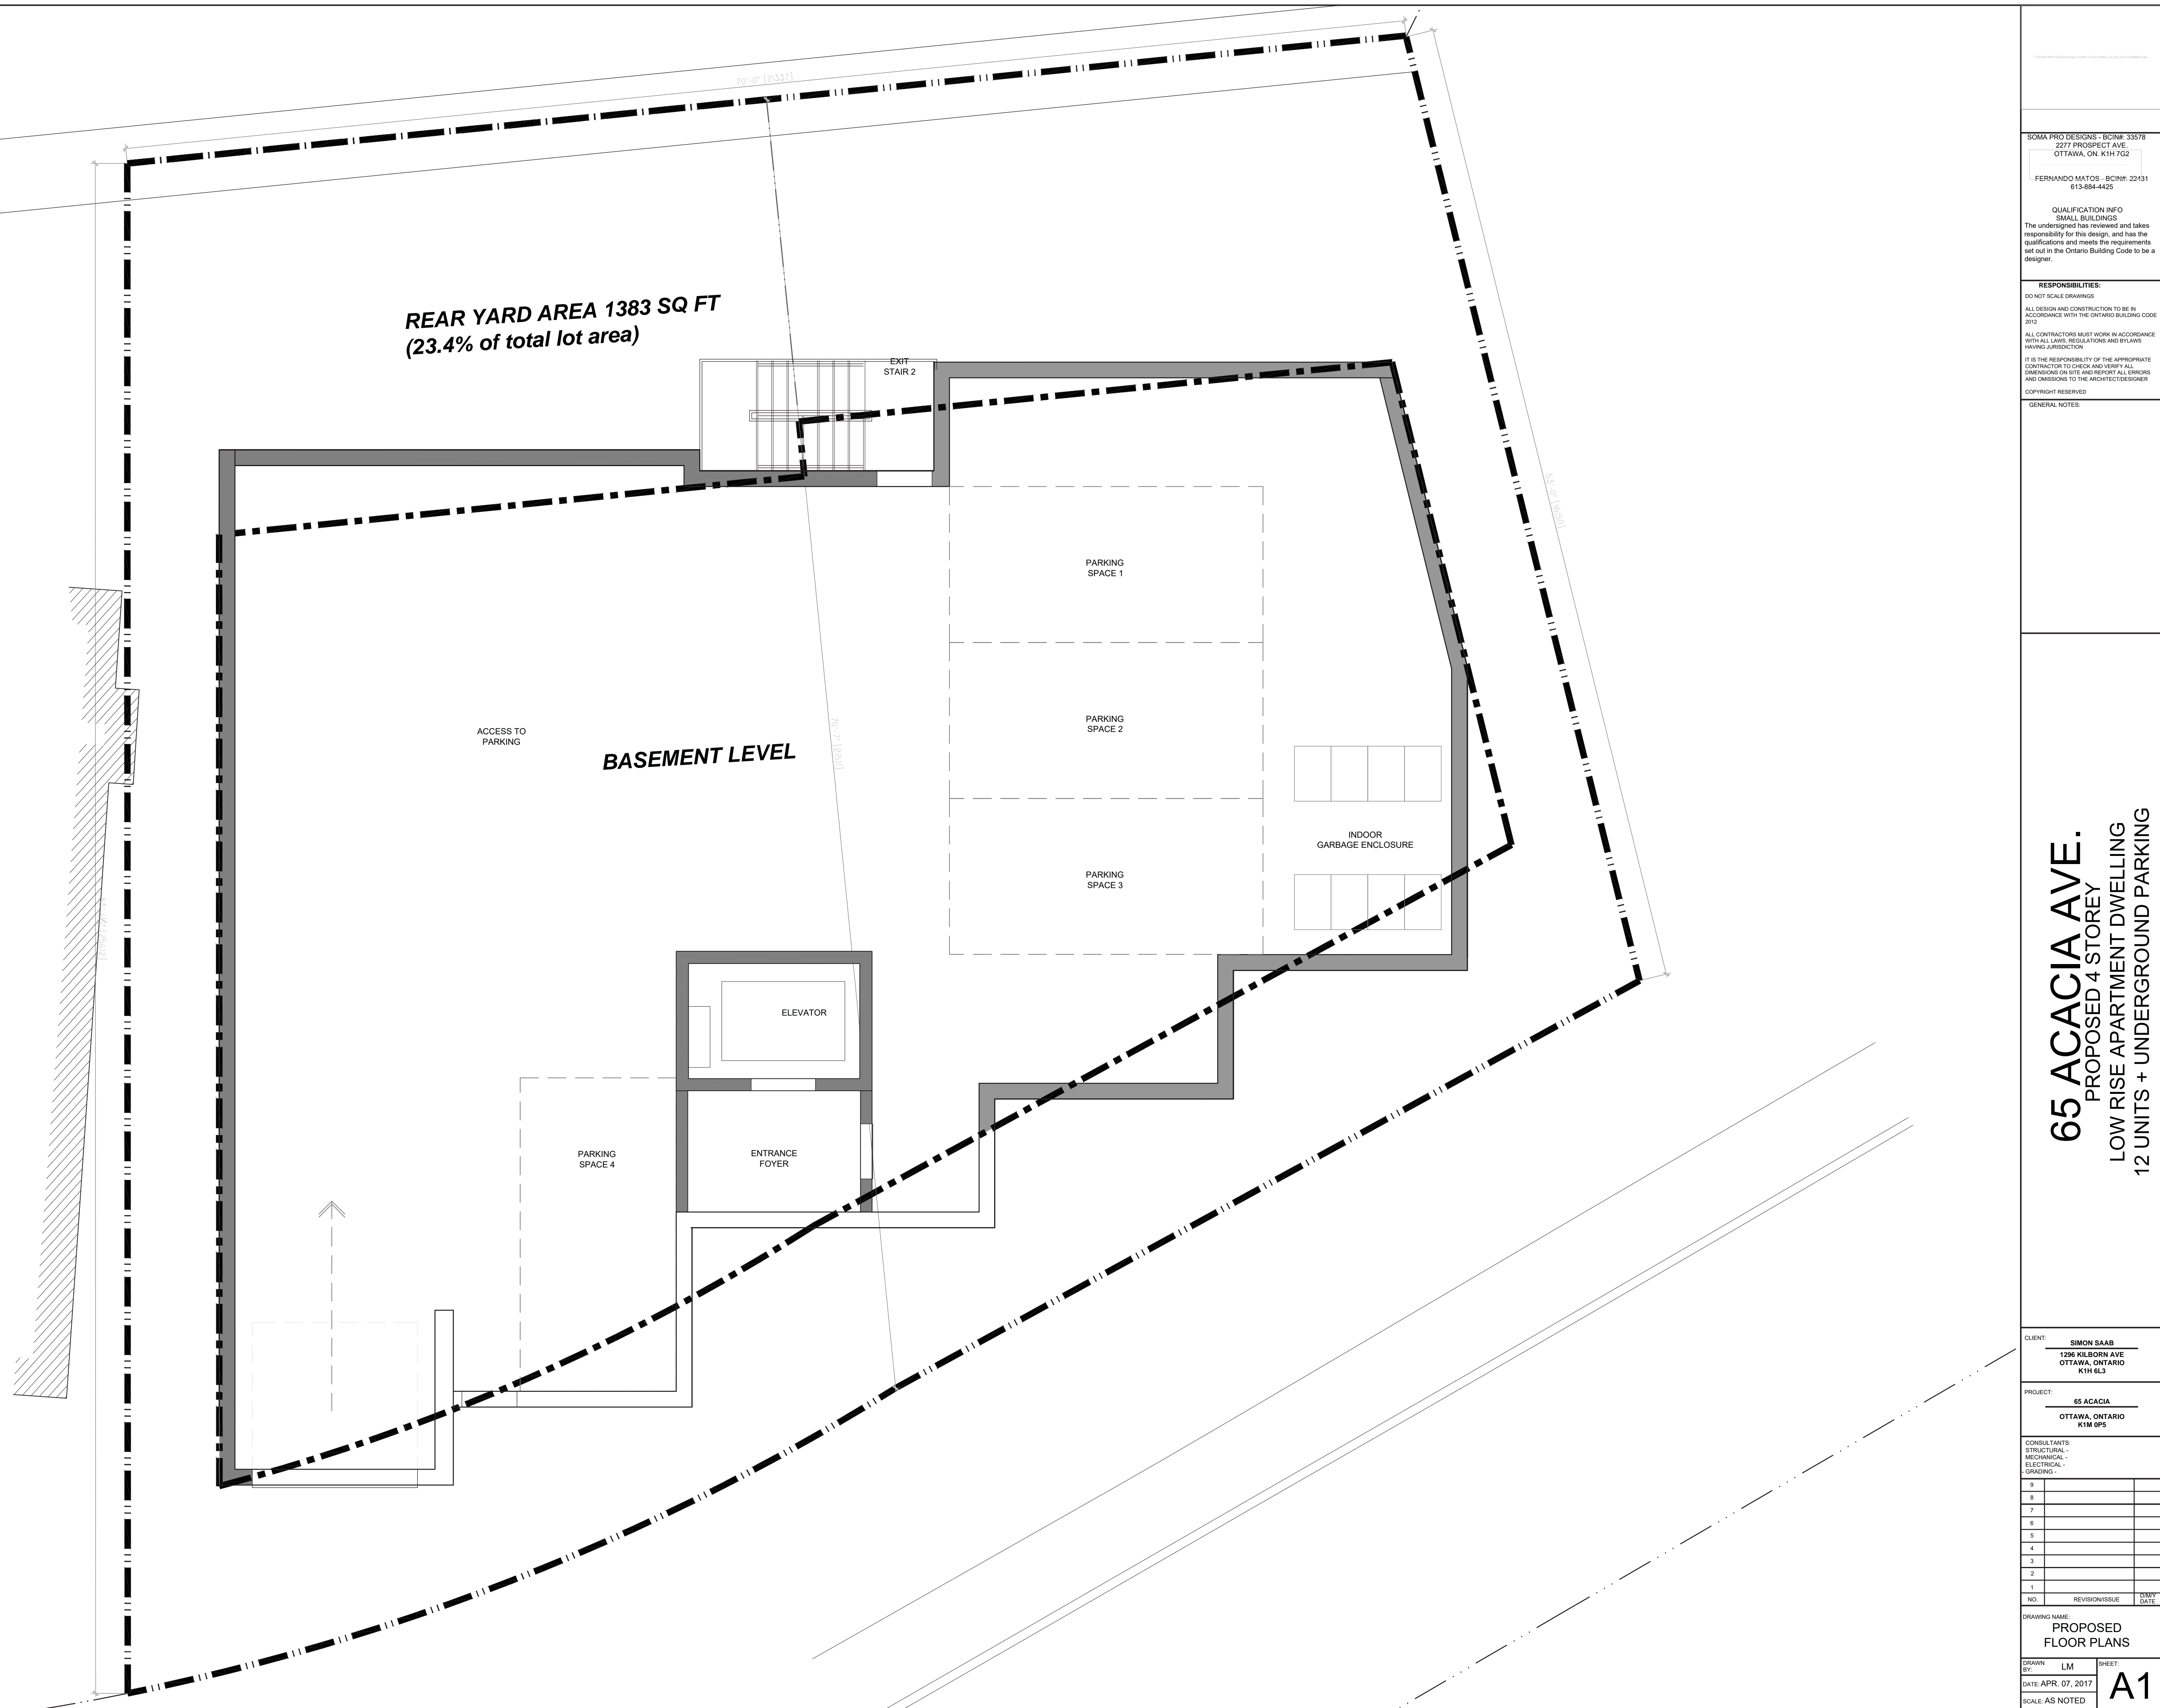 70'-0" [21337]
REAR YARD AREA 1383 SQ FT
(23.4% of total lot area)
EXIT
STAIR 2
53'-0" [16150]
PARKING
SPACE 1
PARKING
SPACE 2
PARKING
SPACE 3
ACCESS TO
PARKING
BASEMENT LEVEL
INDOOR
GARBAGE ENCLOSURE
ELEVATOR
ENTRANCE
FOYER
PARKING
SPACE 4
SOMA PRO DESIGNS - BCIN#: 33578
2277 PROSPECT AVE.
OTTAWA, ON. K1H 7G2
FERNANDO MATOS - BCIN#: 22431
613-884-4425
QUALIFICATION INFO
SMALL BUILDINGS
The undersigned has reviewed and takes
responsibility for this design, and has the
qualifications and meets the requirements
set out in the Ontario Building Code to be a
designer.
RESPONSIBILITIES:
DO NOT SCALE DRAWINGS
ALL DESIGN AND CONSTRUCTION TO BE IN
ACCORDANCE WITH THE ONTARIO BUILDING CODE
2012
ALL CONTRACTORS MUST WORK IN ACCORDANCE
WITH ALL LAWS, REGULATIONS AND BYLAWS
HAVING JURISDICTION
IT IS THE RESPONSIBILITY OF THE APPROPRIATE
CONTRACTOR TO CHECK AND VERIFY ALL
DIMENSIONS ON SITE AND REPORT ALL ERRORS
AND OMISSIONS TO THE ARCHITECT/DESIGNER
COPYRIGHT RESERVED
GENERAL NOTES:
65 ACACIA AVE.
PROPOSED 4 STOREY
LOW RISE APARTMENT DWELLING
12 UNITS + UNDERGROUND PARKING
CLIENT:
SIMON SAAB
1296 KILBORN AVE
OTTAWA, ONTARIO
K1H 6L3
PROJECT:
65 ACACIA
OTTAWA, ONTARIO
K1M 0P5
CONSULTANTS:
STRUCTURAL -
MECHANICAL -
ELECTRICAL -
- GRADING -
9
8
7
6
5
4
3
2
1
NO. REVISION/ISSUE D/M/Y DATE
DRAWING NAME:
PROPOSED
FLOOR PLANS
DRAWN BY: LM
DATE: APR. 07, 2017
SCALE: AS NOTED
SHEET:
A1